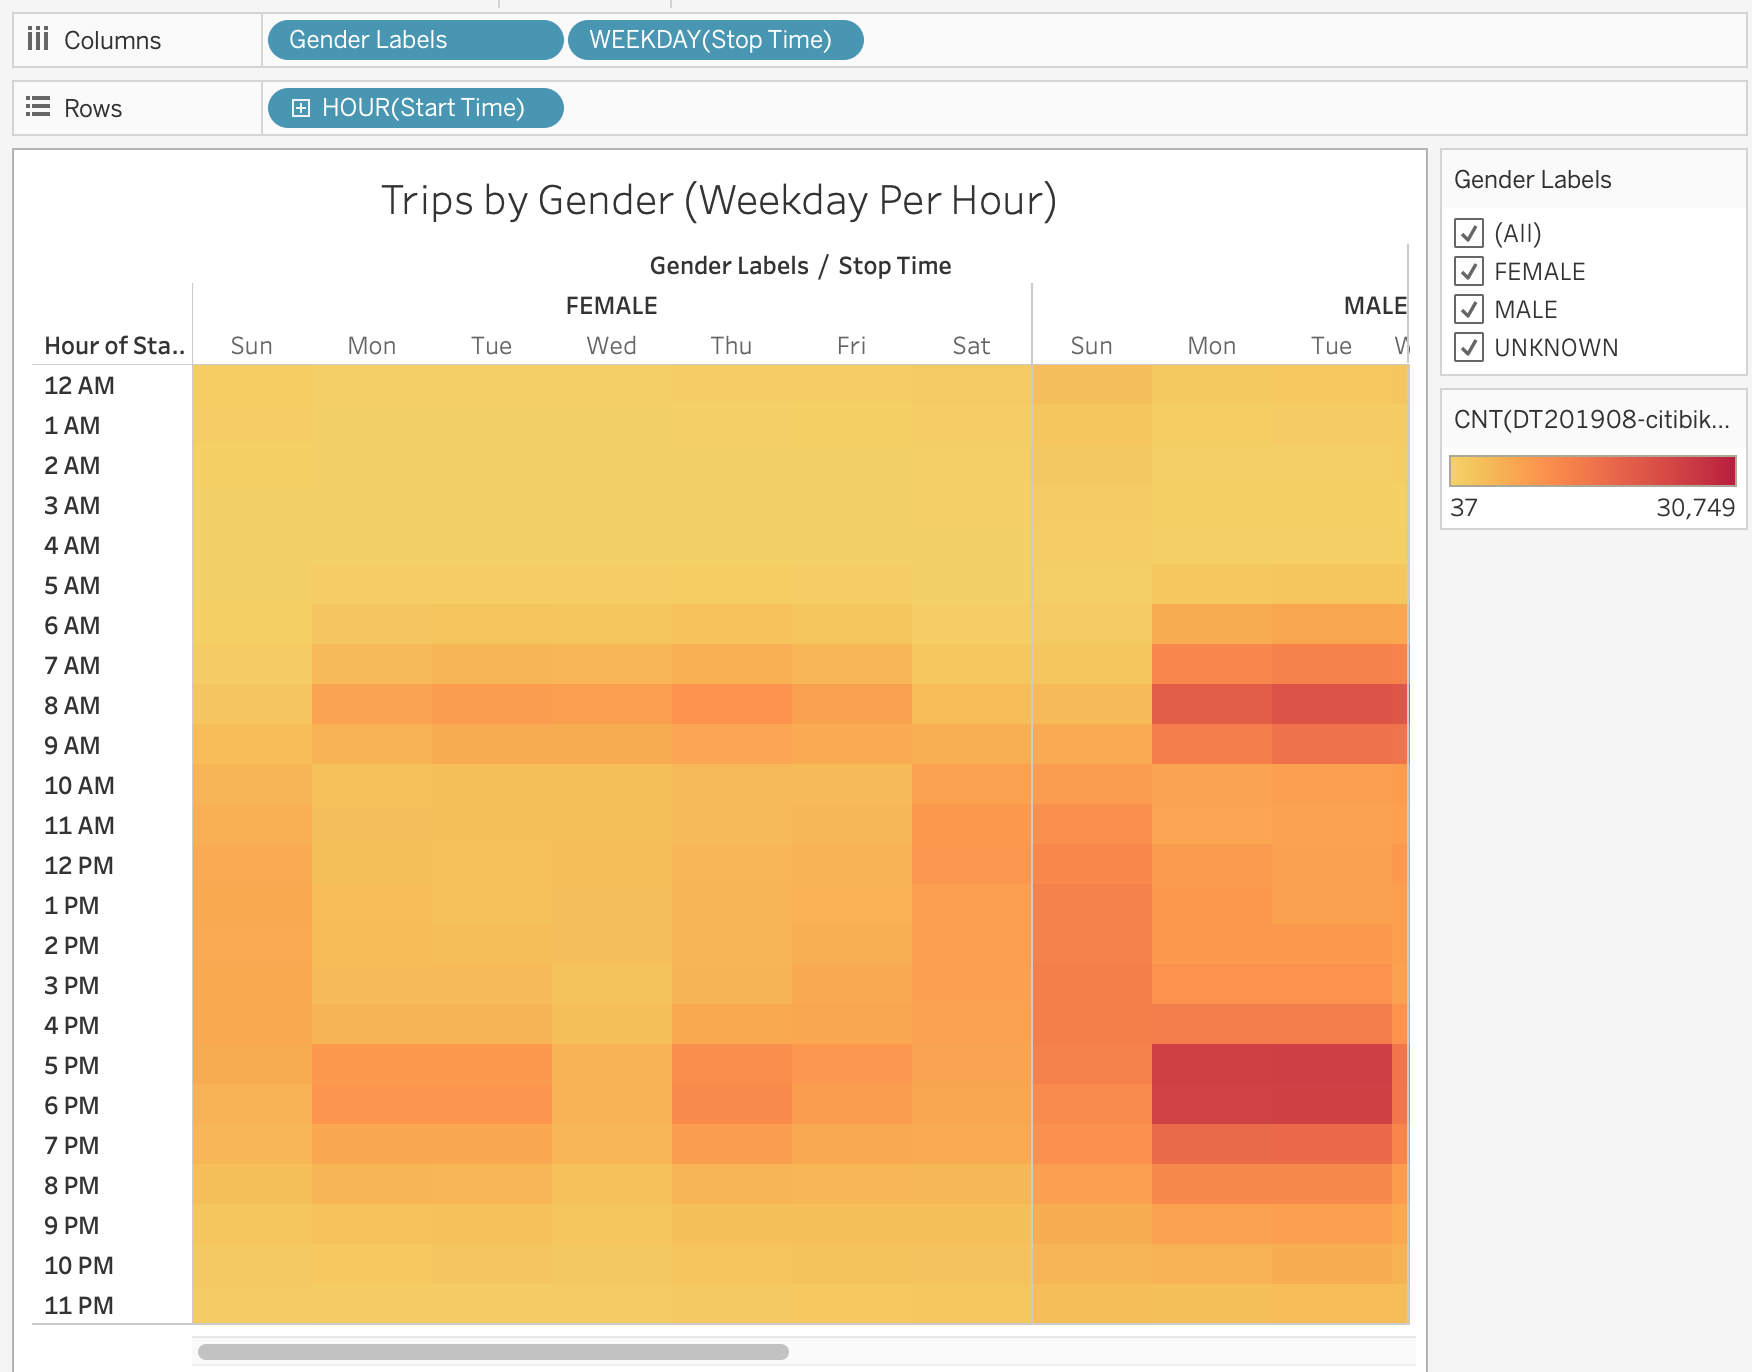 Columns Gender Labels WEEKDAY(Stop Time)
Rows HOUR(Start Time)
Trips by Gender (Weekday Per Hour)
Gender Labels / Stop Time
FEMALE MALE
Hour of Sta.. Sun Mon Tue Wed Thu Fri Sat Sun Mon Tue
12 AM
1 AM
2 AM
3 AM
4 AM
5 AM
6 AM
7 AM
8 AM
9 AM
10 AM
11 AM
12 PM
1 PM
2 PM
3 PM
4 PM
5 PM
6 PM
7 PM
8 PM
9 PM
10 PM
11 PM
Gender Labels
(All)
FEMALE
MALE
UNKNOWN
CNT(DT201908-citibik...
37 30,749